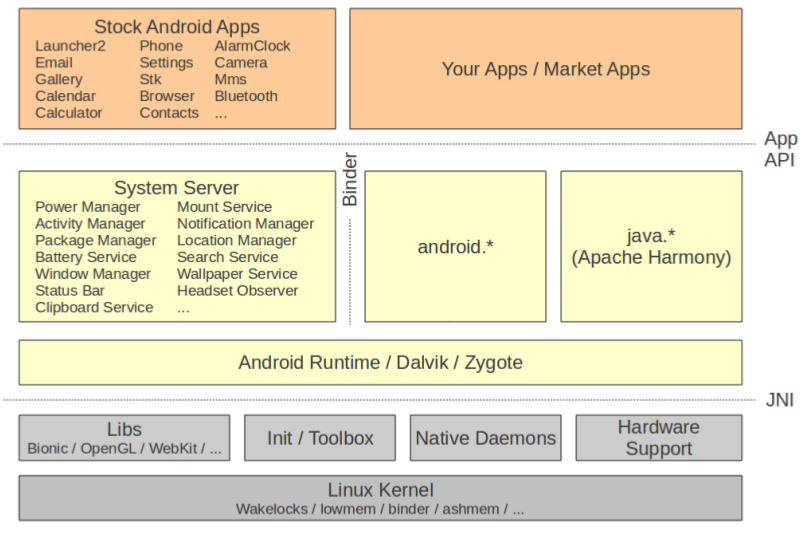 Stock Android Apps
Launcher2 Phone AlarmClock
Email Settings Camera
Gallery Stk Mms
Calendar Browser Bluetooth
Calculator Contacts ...
Your Apps / Market Apps
App
API
System Server
Power Manager Mount Service
Activity Manager Notification Manager
Package Manager Location Manager
Battery Service Search Service
Window Manager Wallpaper Service
Status Bar Headset Observer
Clipboard Service ...
Binder
android.*
java.*
(Apache Harmony)
Android Runtime / Dalvik / Zygote
JNI
Libs
Bionic / OpenGL / WebKit / ...
Init / Toolbox
Native Daemons
Hardware
Support
Linux Kernel
Wakelocks / lowmem / binder / ashmem / ...